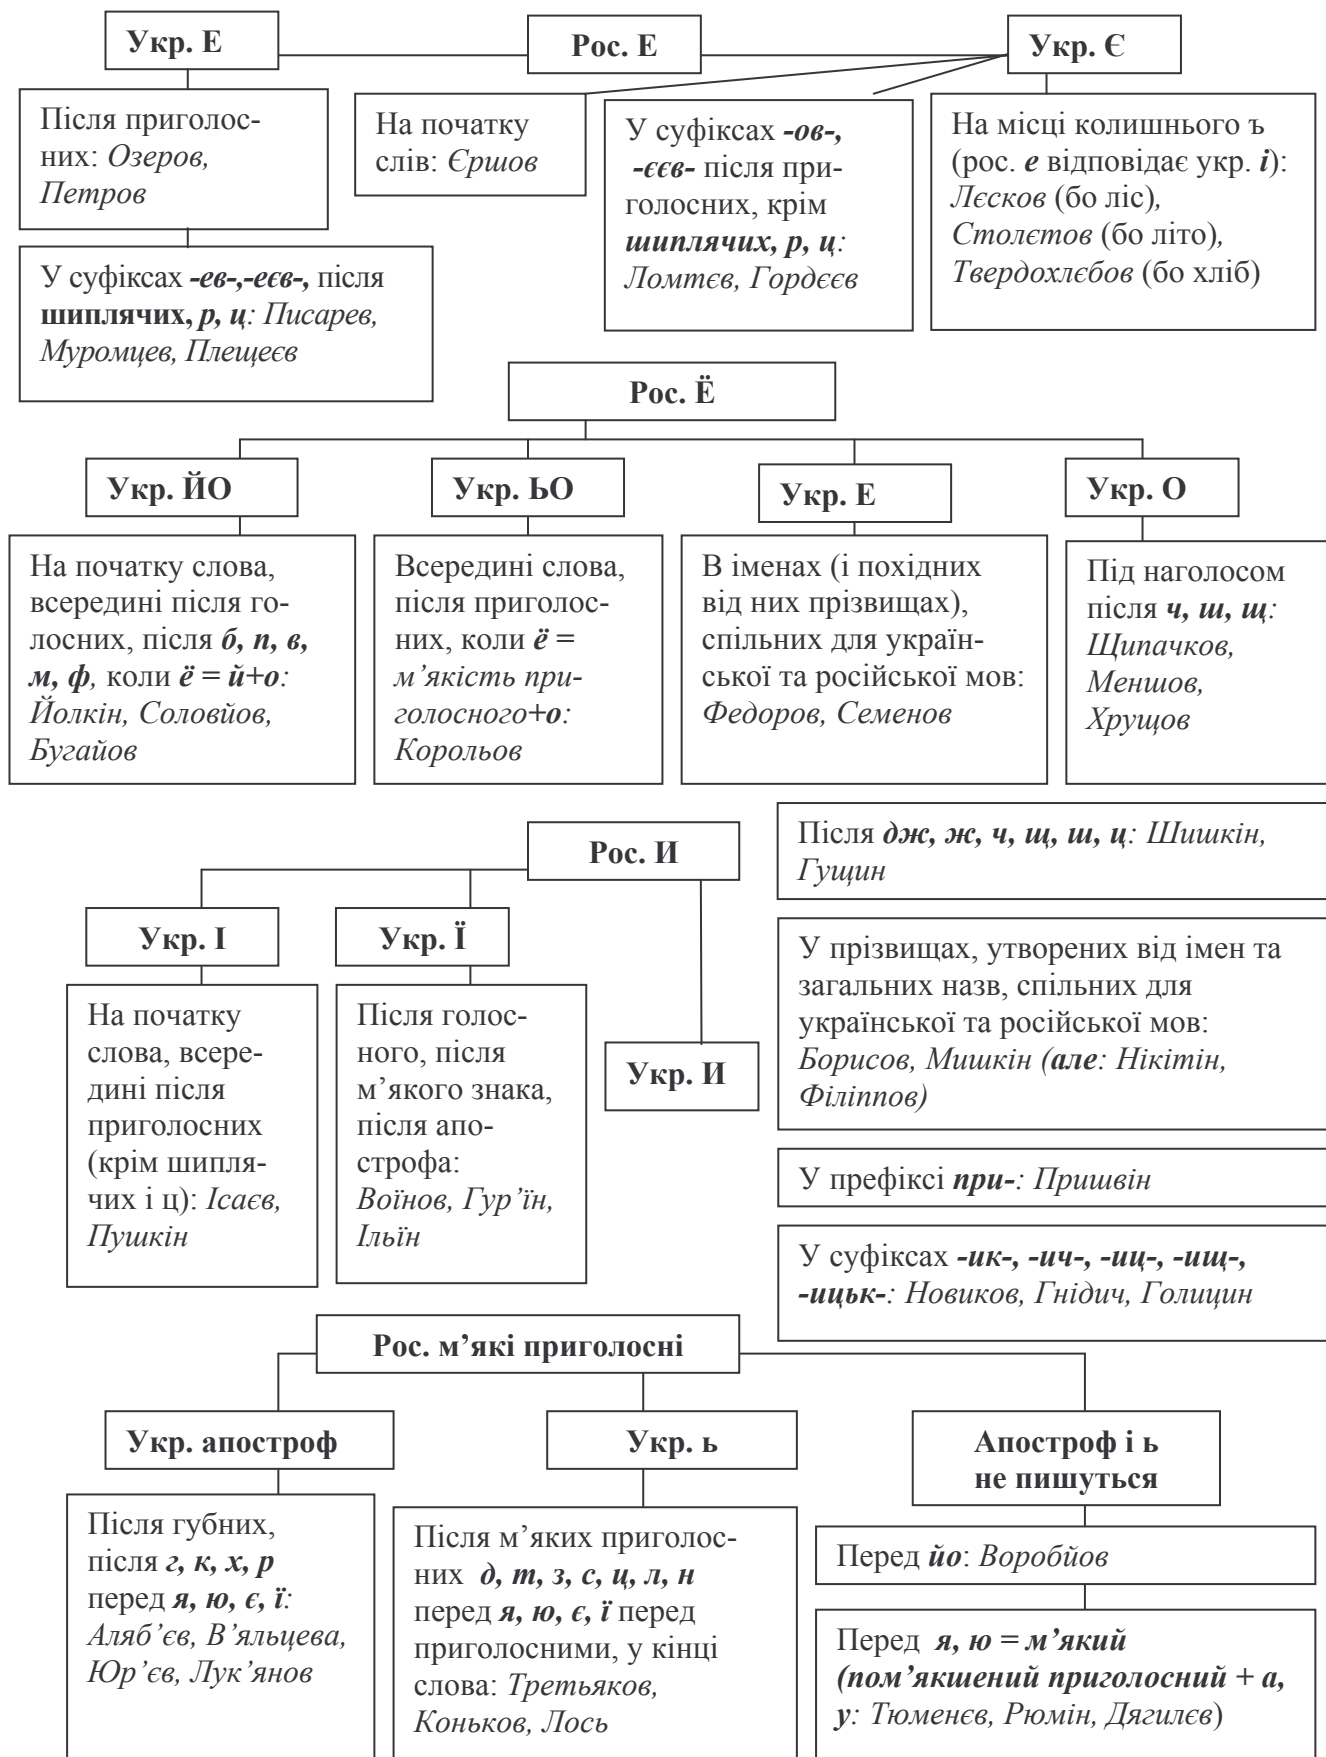 Укр. Е
Рос. Е
Укр. Є
Після приголос-
них: Озеров,
Петров
У суфіксах -ев-,-еєв-, після
шиплячих, р, ц: Писарев,
Муромцев, Плещеєв
На початку
слів: Єршов
У суфіксах -ов-,
-єєв- після при-
голосних, крім
шиплячих, р, ц:
Ломтєв, Гордєєв
На місці колишнього ъ
(рос. е відповідає укр. і):
Лєсков (бо ліс),
Столєтов (бо літо),
Твердохлєбов (бо хліб)
Рос. Ё
Укр. ЙО
Укр. ЬО
Укр. Е
Укр. О
На початку слова,
всередині після го-
лосних, після б, п, в,
м, ф, коли ё = й+о:
Йолкін, Соловйов,
Бугайов
Всередині слова,
після приголос-
них, коли ё =
м’якість при-
голосного+о:
Корольов
В іменах (і похідних
від них прізвищах),
спільних для україн-
ської та російської мов:
Федоров, Семенов
Під наголосом
після ч, ш, щ:
Щипачков,
Меншов,
Хрущов
Рос. И
Укр. І
Укр. Ї
Укр. И
На початку
слова, всере-
дині після
приголосних
(крім шипля-
чих і ц): Ісаєв,
Пушкін
Після голос-
ного, після
м’якого знака,
після апо-
строфа:
Воїнов, Гур’їн,
Ільїн
Після дж, ж, ч, щ, ш, ц: Шишкін,
Гущин
У прізвищах, утворених від імен та
загальних назв, спільних для
української та російської мов:
Борисов, Мишкін (але: Нікітін,
Філіппов)
У префіксі при-: Пришвін
У суфіксах -ик-, -ич-, -иц-, -ищ-,
-ицьк-: Новиков, Гнідич, Голицин
Рос. м’які приголосні
Укр. апостроф
Укр. ь
Апостроф і ь
не пишуться
Після губних,
після г, к, х, р
перед я, ю, є, ї:
Аляб’єв, В’яльцева,
Юр’єв, Лук’янов
Після м’яких приголос-
них д, т, з, с, ц, л, н
перед я, ю, є, ї перед
приголосними, у кінці
слова: Третьяков,
Коньков, Лось
Перед йо: Воробйов
Перед я, ю = м’який
(пом’якшений приголосний + а,
у: Тюменєв, Рюмін, Дягилєв)